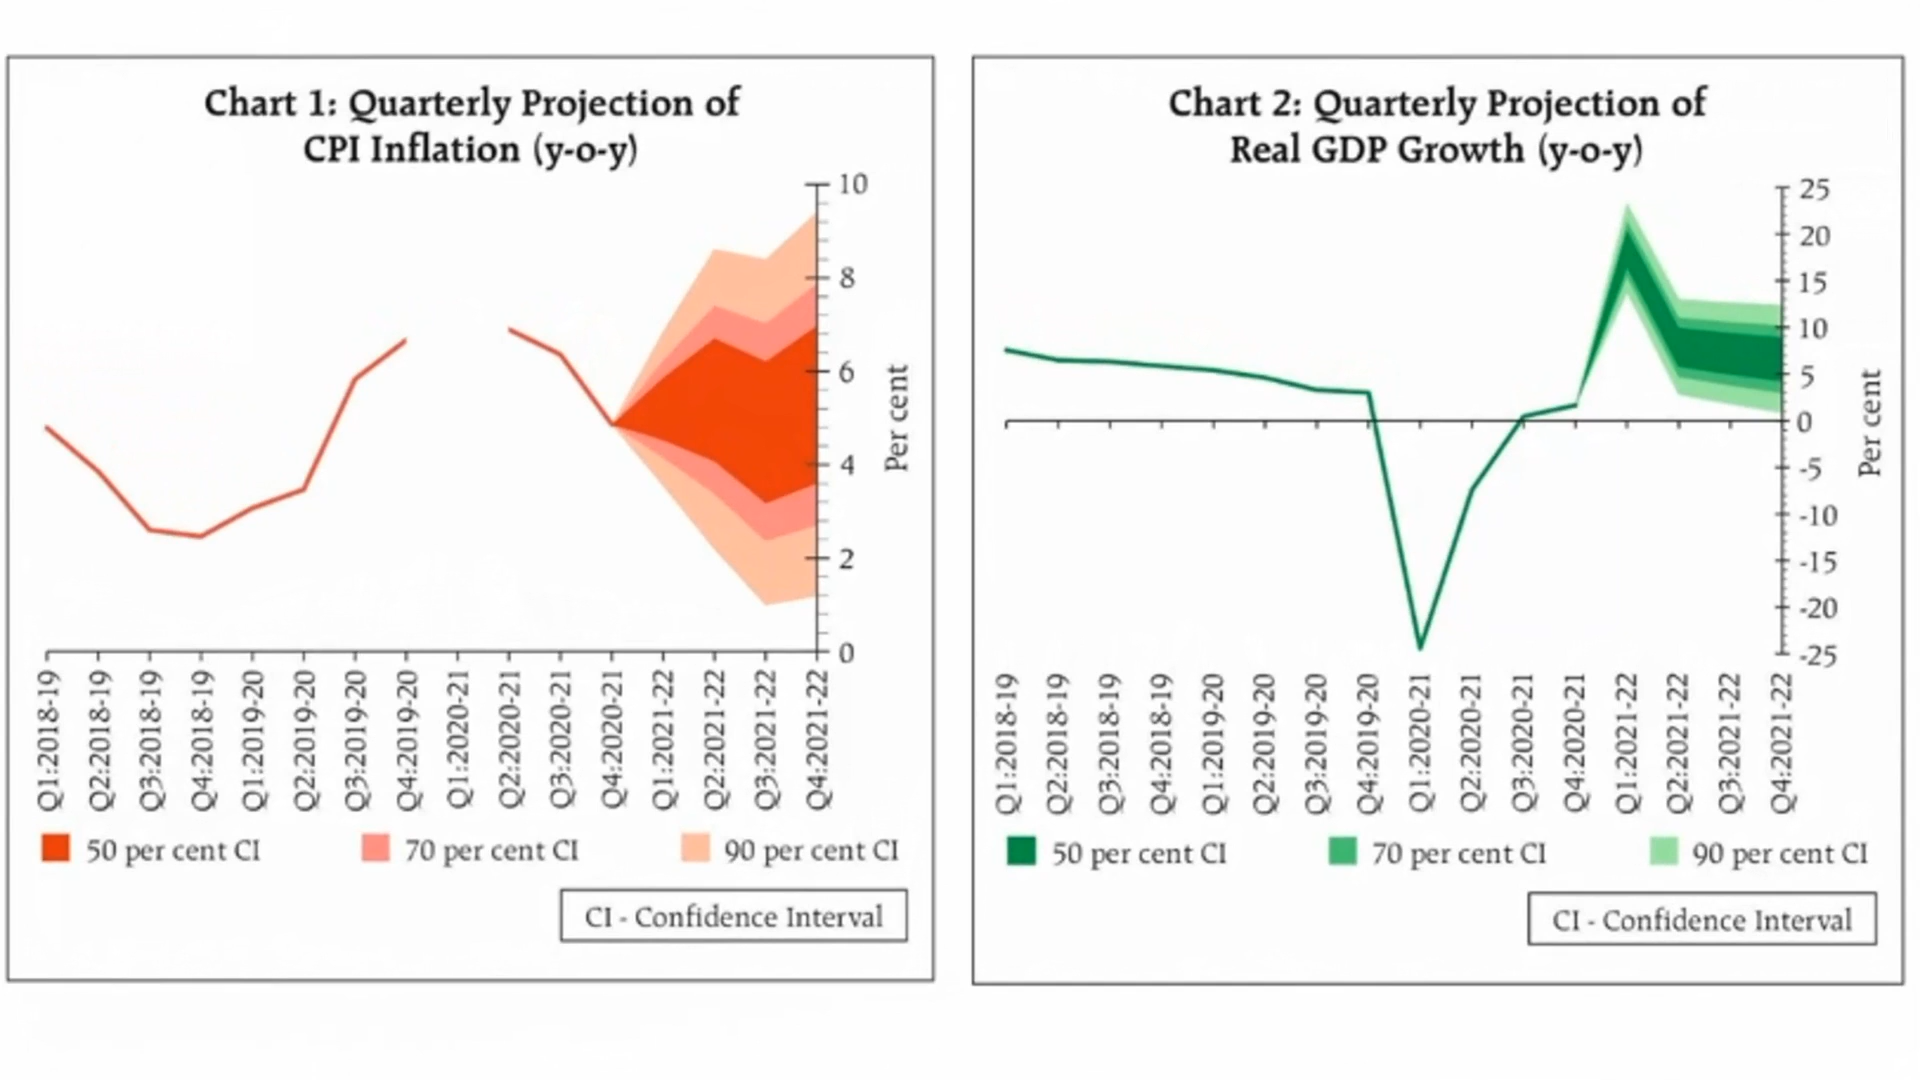 Chart 1: Quarterly Projection of
CPI Inflation (y-o-y)
10
8
6
4
2
0
Per cent
Q1:2018-19
Q2:2018-19
Q3:2018-19
Q4:2018-19
Q1:2019-20
Q2:2019-20
Q3:2019-20
Q4:2019-20
Q1:2020-21
Q2:2020-21
Q3:2020-21
Q4:2020-21
Q1:2021-22
Q2:2021-22
Q3:2021-22
Q4:2021-22
50 per cent CI
70 per cent CI
90 per cent CI
CI - Confidence Interval
Chart 2: Quarterly Projection of
Real GDP Growth (y-o-y)
25
20
15
10
5
0
-5
-10
-15
-20
-25
Per cent
Q1:2018-19
Q2:2018-19
Q3:2018-19
Q4:2018-19
Q1:2019-20
Q2:2019-20
Q3:2019-20
Q4:2019-20
Q1:2020-21
Q2:2020-21
Q3:2020-21
Q4:2020-21
Q1:2021-22
Q2:2021-22
Q3:2021-22
Q4:2021-22
50 per cent CI
70 per cent CI
90 per cent CI
CI - Confidence Interval